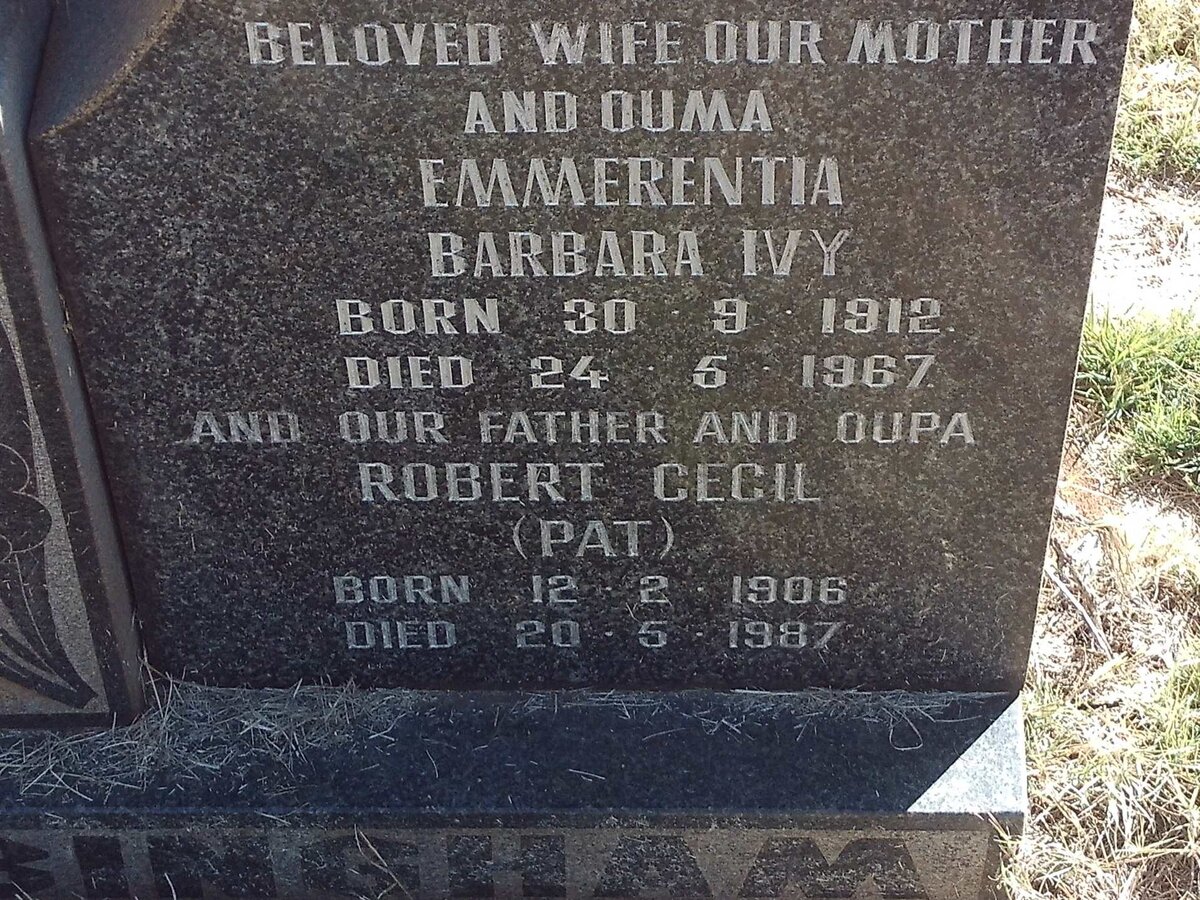 BELOVED WIFE OUR MOTHER
AND OUMA
EMMERENTIA
BARBARA IVY
BORN 30 · 9 · 1912
DIED 24 · 5 · 1967
AND OUR FATHER AND OUPA
ROBERT CECIL
(PAT)
BORN 12 · 2 · 1906
DIED 20 · 5 · 1987